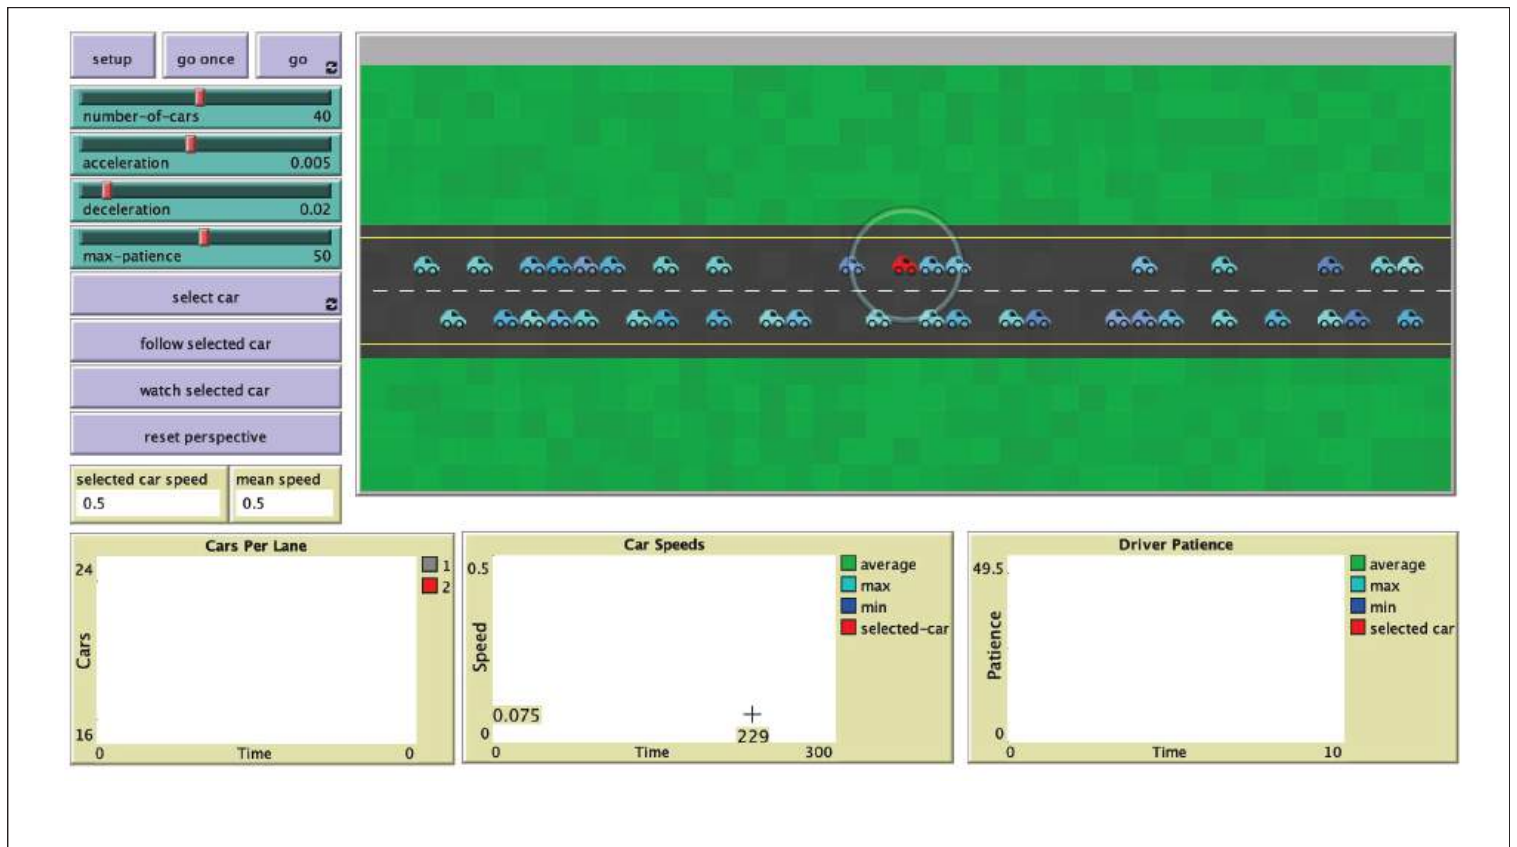 setup
go once
go
number-of-cars 40
acceleration 0.005
deceleration 0.02
max-patience 50
select car
follow selected car
watch selected car
reset perspective
selected car speed
0.5
mean speed
0.5
Cars Per Lane
24
Cars
16
0 Time 0
1
2
Car Speeds
0.5
Speed
0.075
0
229
0 Time 300
average
max
min
selected-car
Driver Patience
49.5
Patience
0
0 Time 10
average
max
min
selected car